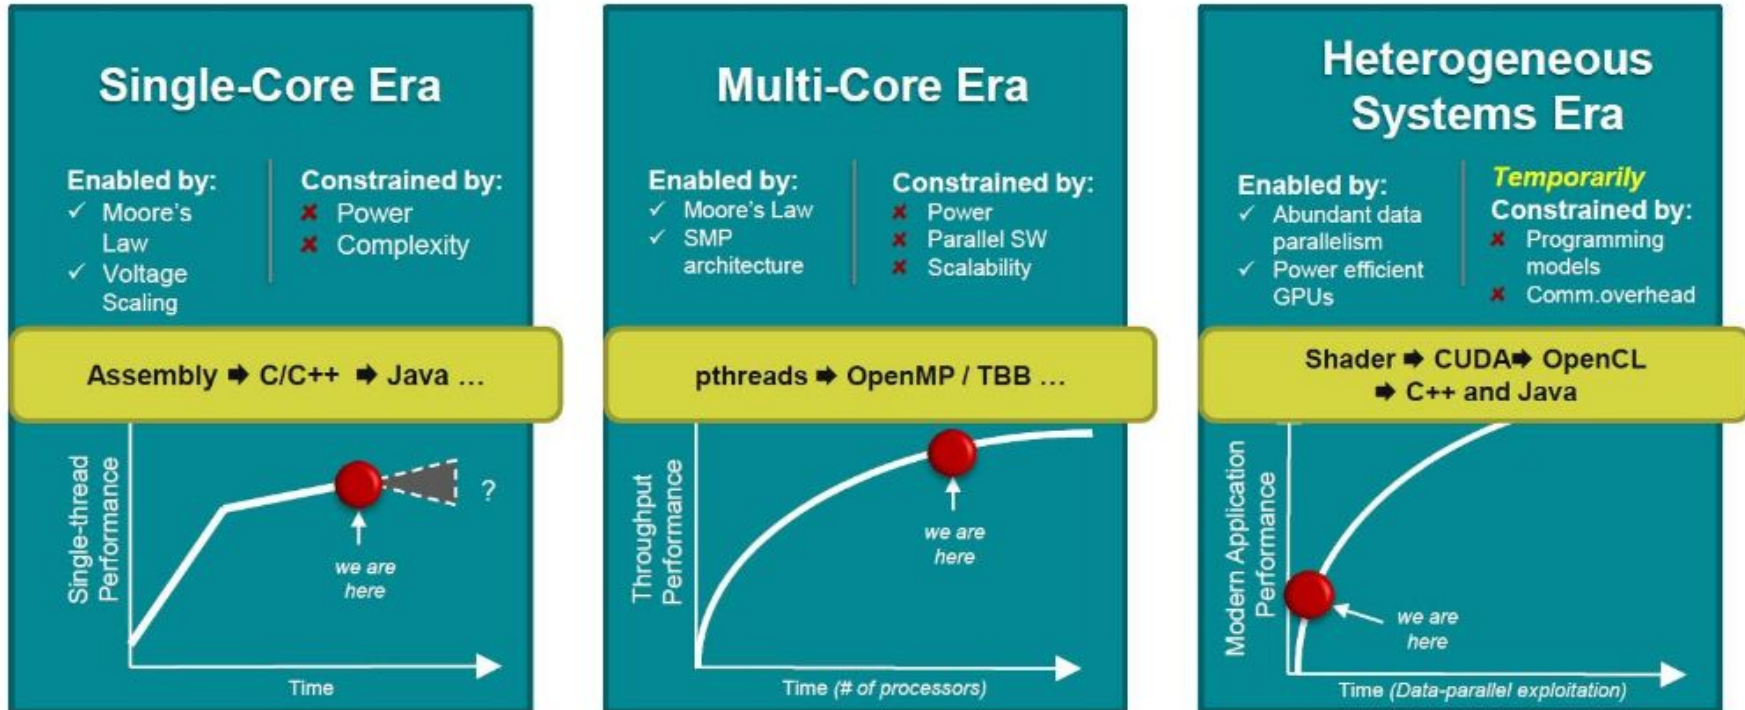 Single-Core Era
Enabled by:
✓ Moore's
Law
✓ Voltage
Scaling
Constrained by:
✘ Power
✘ Complexity
Assembly ➡ C/C++ ➡ Java …
Single-thread
Performance
?
we are
here
Time
Multi-Core Era
Enabled by:
✓ Moore's Law
✓ SMP
architecture
Constrained by:
✘ Power
✘ Parallel SW
✘ Scalability
pthreads ➡ OpenMP / TBB …
Throughput
Performance
we are
here
Time (# of processors)
Heterogeneous
Systems Era
Enabled by:
✓ Abundant data
parallelism
✓ Power efficient
GPUs
Temporarily
Constrained by:
✘ Programming
models
✘ Comm.overhead
Shader ➡ CUDA➡ OpenCL
➡ C++ and Java
Modern Application
Performance
we are
here
Time (Data-parallel exploitation)